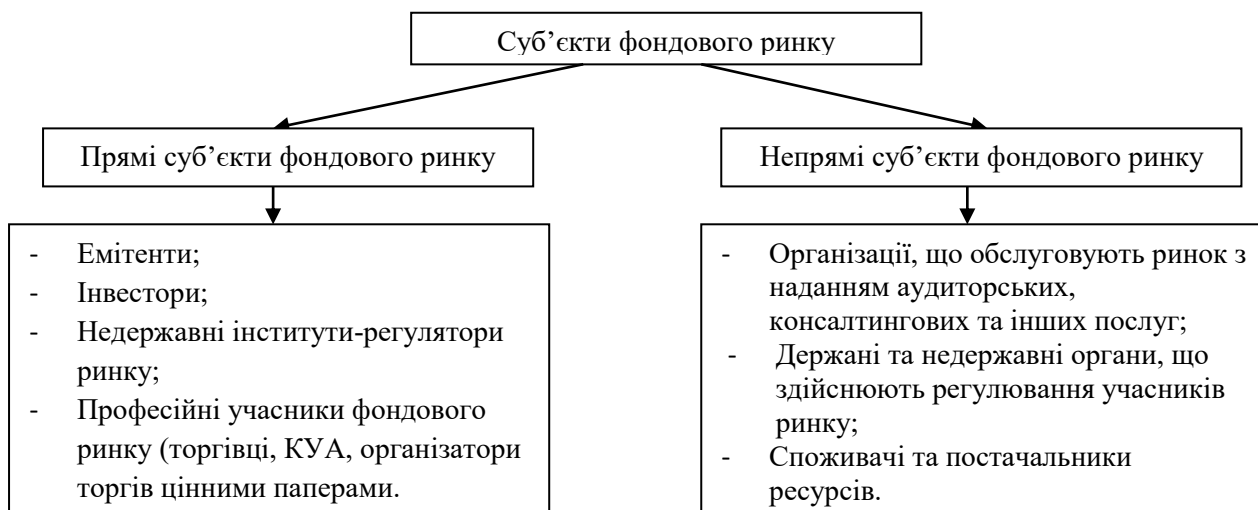 Суб’єкти фондового ринку
Прямі суб’єкти фондового ринку
Непрямі суб’єкти фондового ринку
- Емітенти;
- Інвестори;
- Недержавні інститути-регулятори
ринку;
- Професійні учасники фондового
ринку (торгівці, КУА, організатори
торгів цінними паперами.
- Організації, що обслуговують ринок з
наданням аудиторських,
консалтингових та інших послуг;
- Держані та недержавні органи, що
здійснюють регулювання учасників
ринку;
- Споживачі та постачальники
ресурсів.